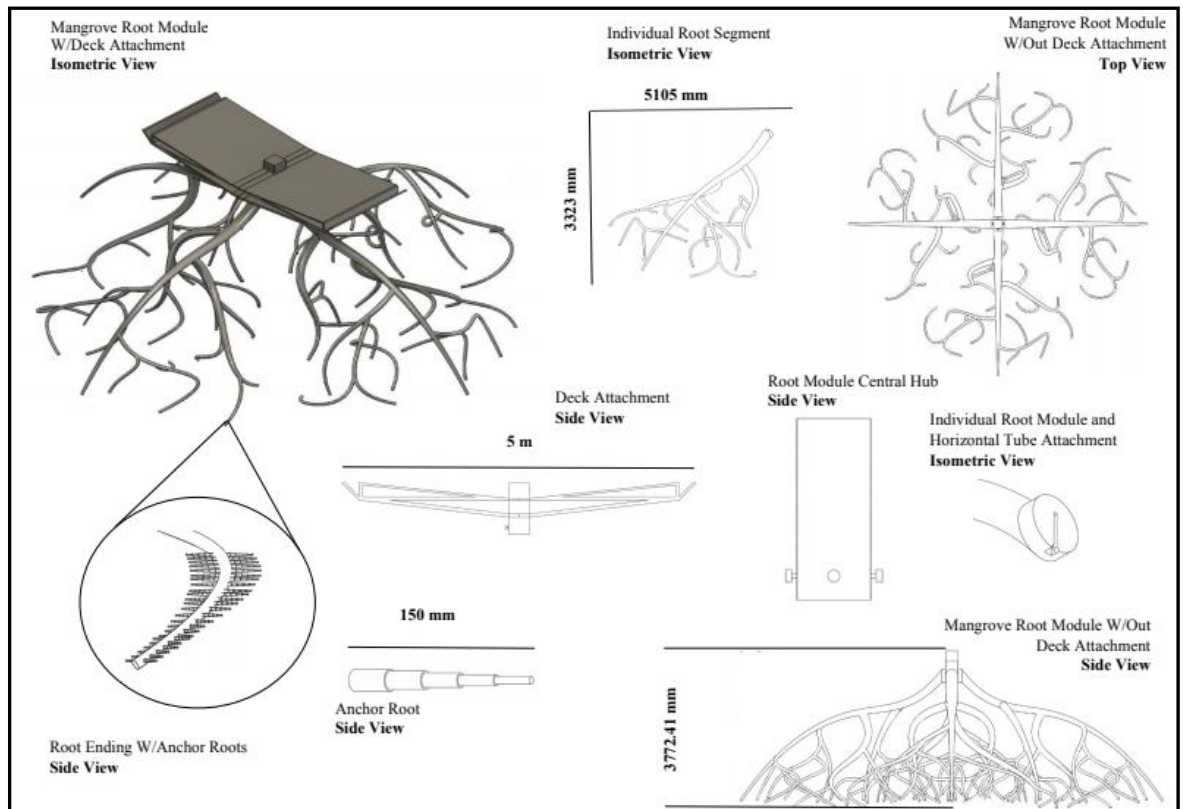 Mangrove Root Module
W/Deck Attachment
Isometric View
Individual Root Segment
Isometric View
5105 mm
3323 mm
Mangrove Root Module
W/Out Deck Attachment
Top View
Deck Attachment
Side View
5 m
Root Module Central Hub
Side View
Individual Root Module and
Horizontal Tube Attachment
Isometric View
150 mm
Anchor Root
Side View
Root Ending W/Anchor Roots
Side View
Mangrove Root Module W/Out
Deck Attachment
Side View
3772.41 mm